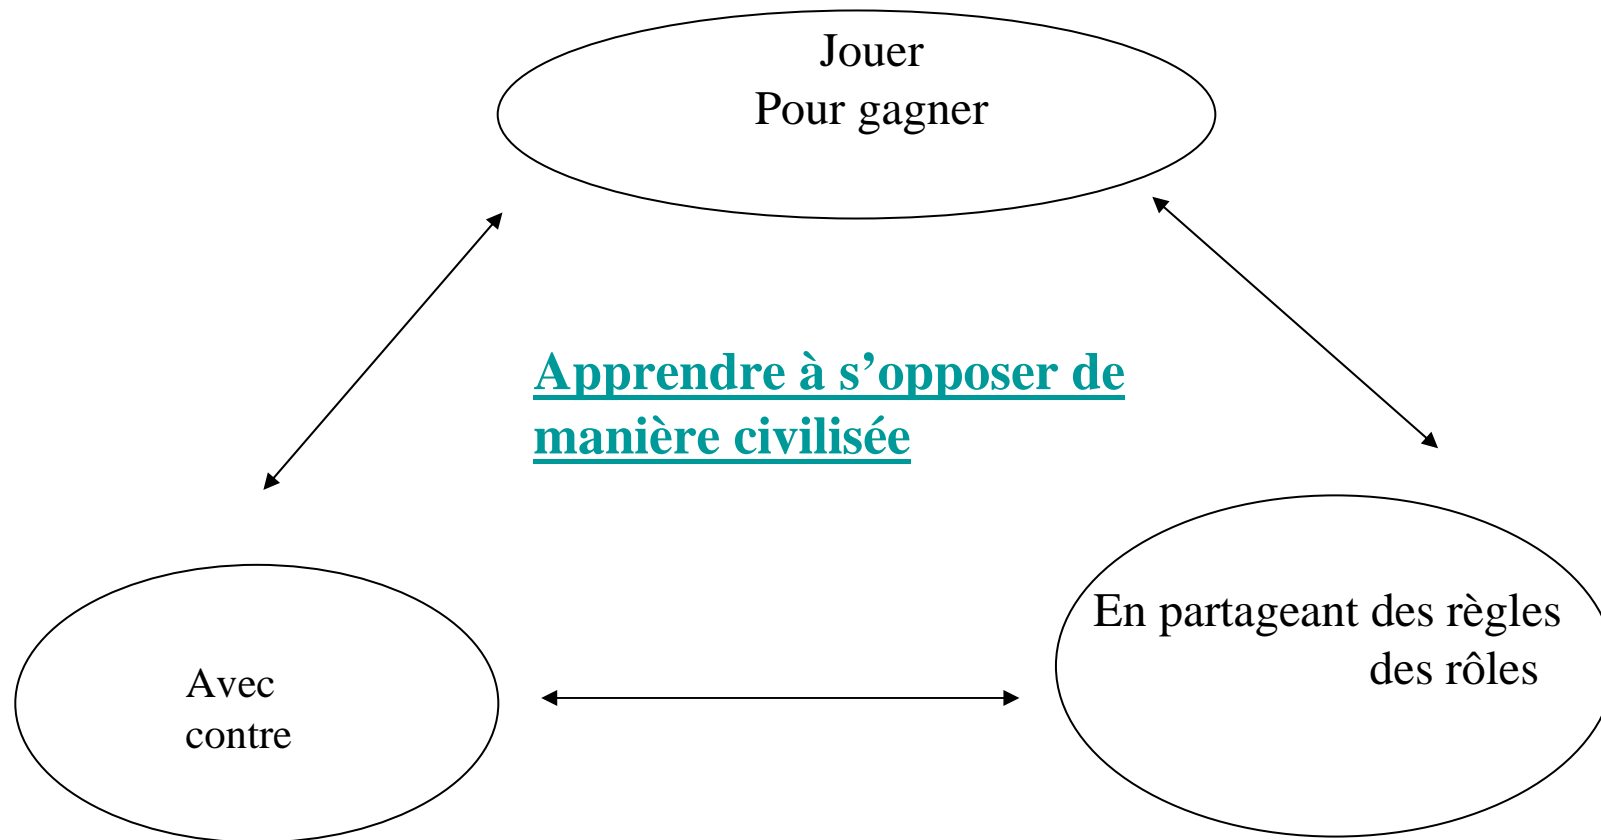 Jouer
Pour gagner
Apprendre à s’opposer de
manière civilisée
En partageant des règles
des rôles
Avec
contre